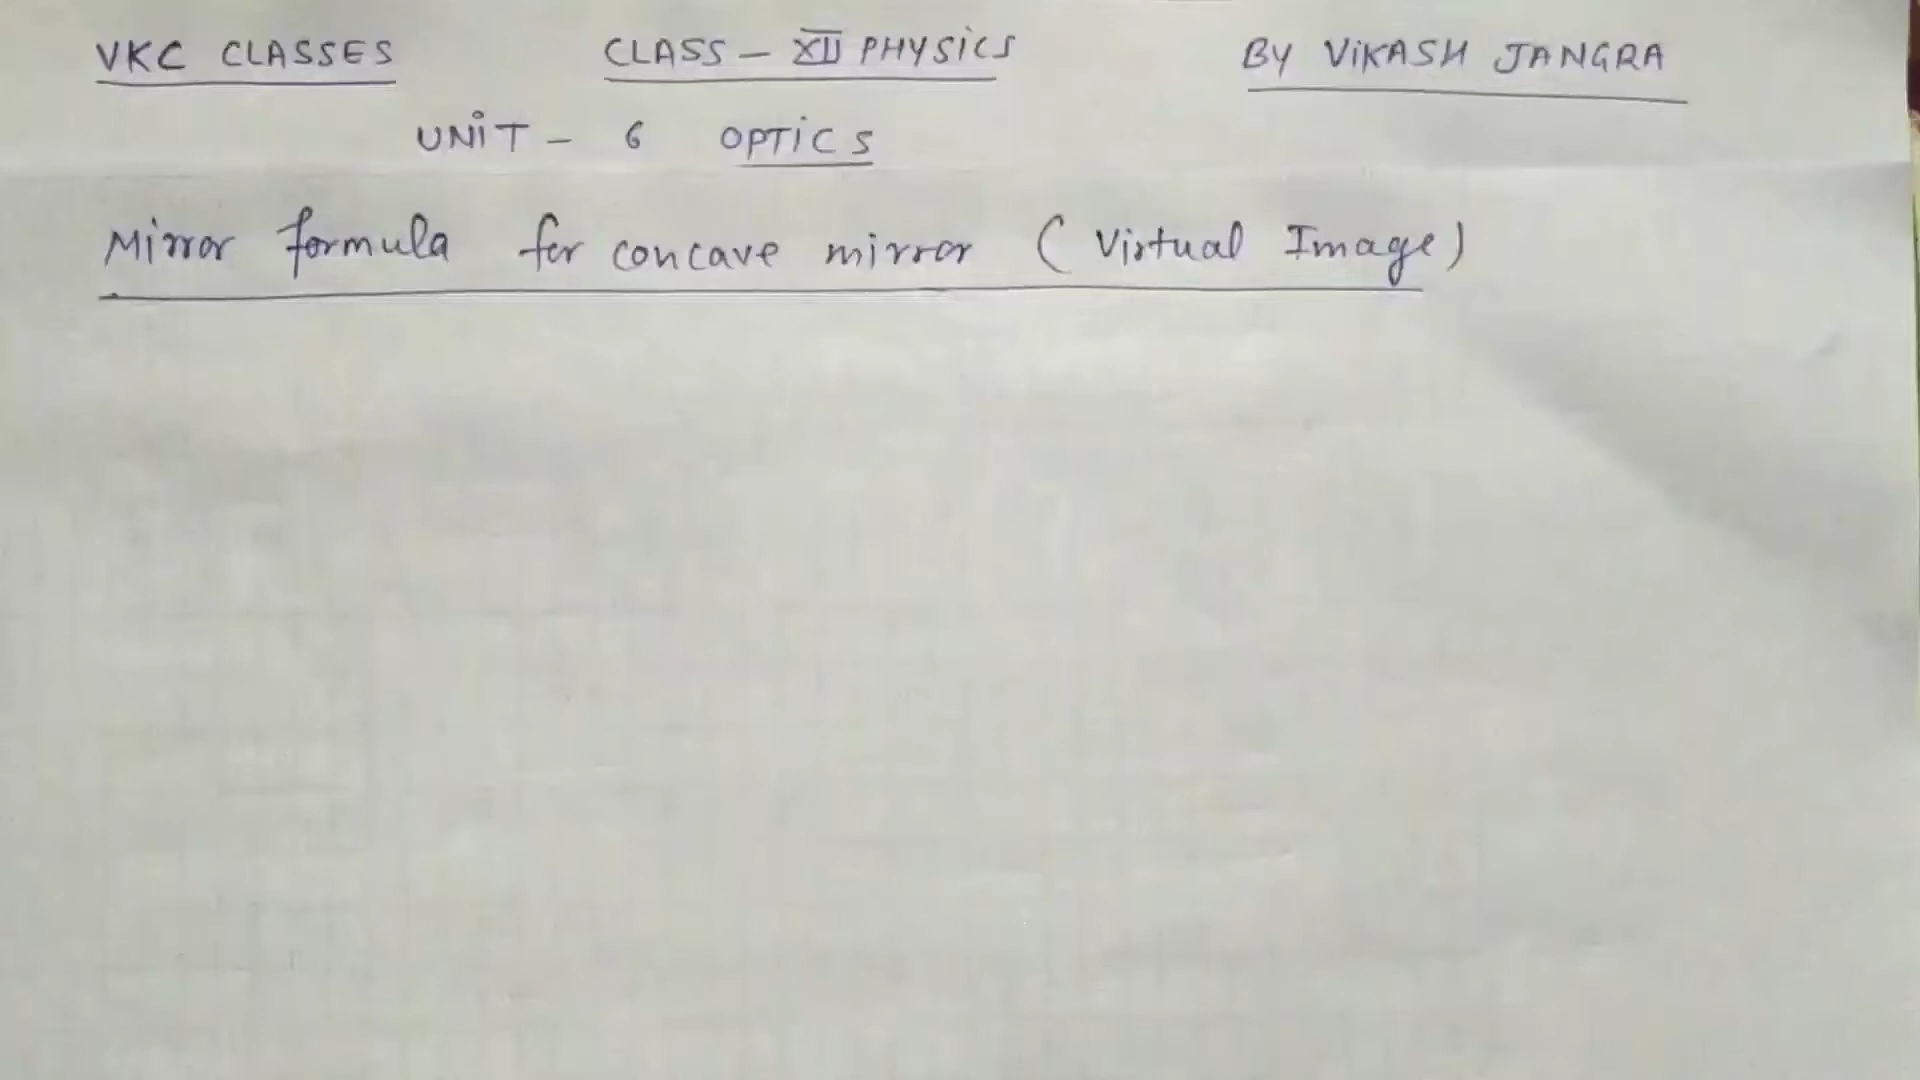 VKC CLASSES CLASS - XII PHYSICS BY VIKASH JANGRA
UNIT - 6 OPTICS
Mirror formula for concave mirror (Virtual Image)